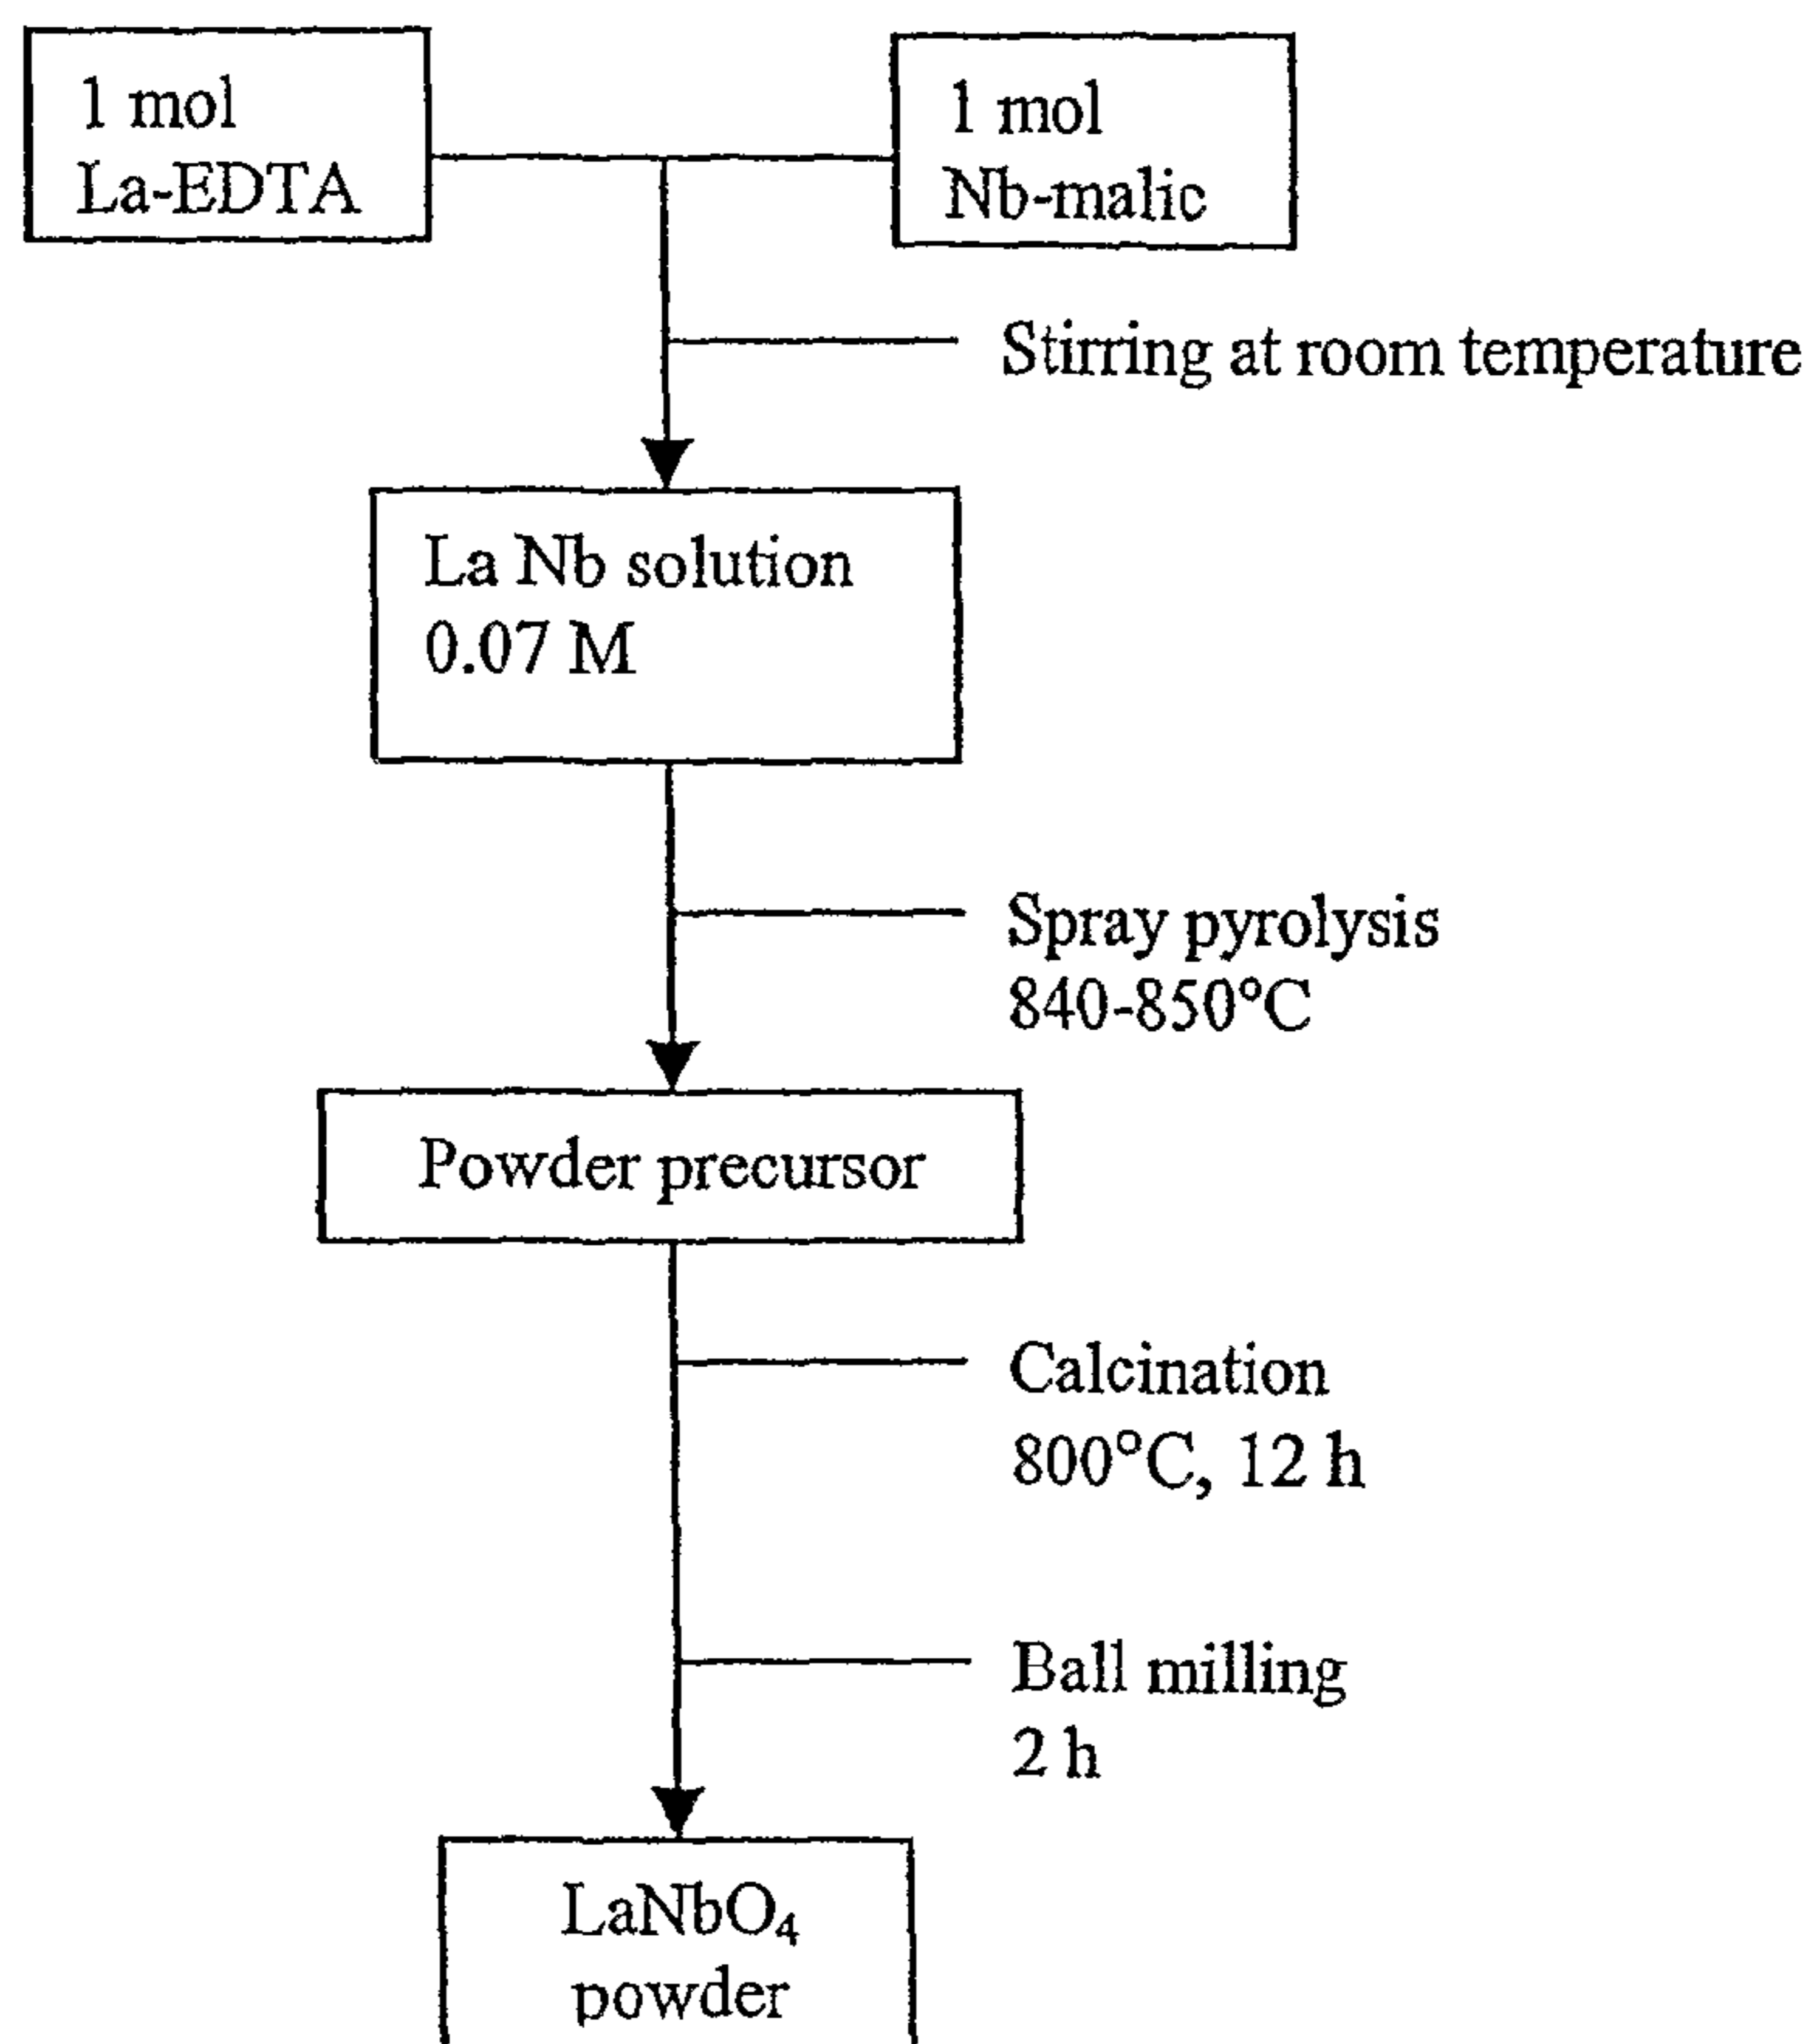 1 mol
La-EDTA
1 mol
Nb-malic
Stirring at room temperature
La Nb solution
0.07 M
Spray pyrolysis
840-850°C
Powder precursor
Calcination
800°C, 12 h
Ball milling
2 h
LaNbO₄
powder